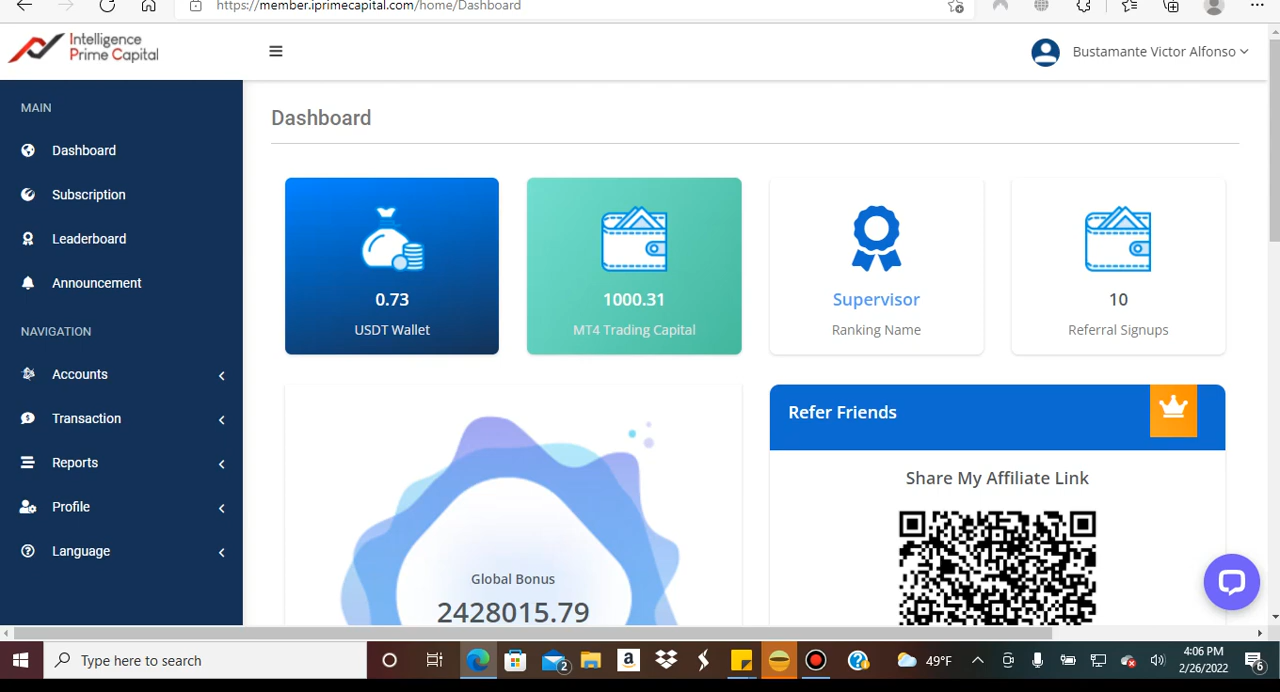 https://member.iprimecapital.com/home/Dashboard
Intelligence
Prime Capital
Bustamante Victor Alfonso
MAIN
Dashboard
Subscription
Leaderboard
Announcement
NAVIGATION
Accounts
Transaction
Reports
Profile
Language
Dashboard
0.73
USDT Wallet
1000.31
MT4 Trading Capital
Supervisor
Ranking Name
10
Referral Signups
Global Bonus
2428015.79
Refer Friends
Share My Affiliate Link
Type here to search
2
a
49°F
4:06 PM
2/26/2022
6